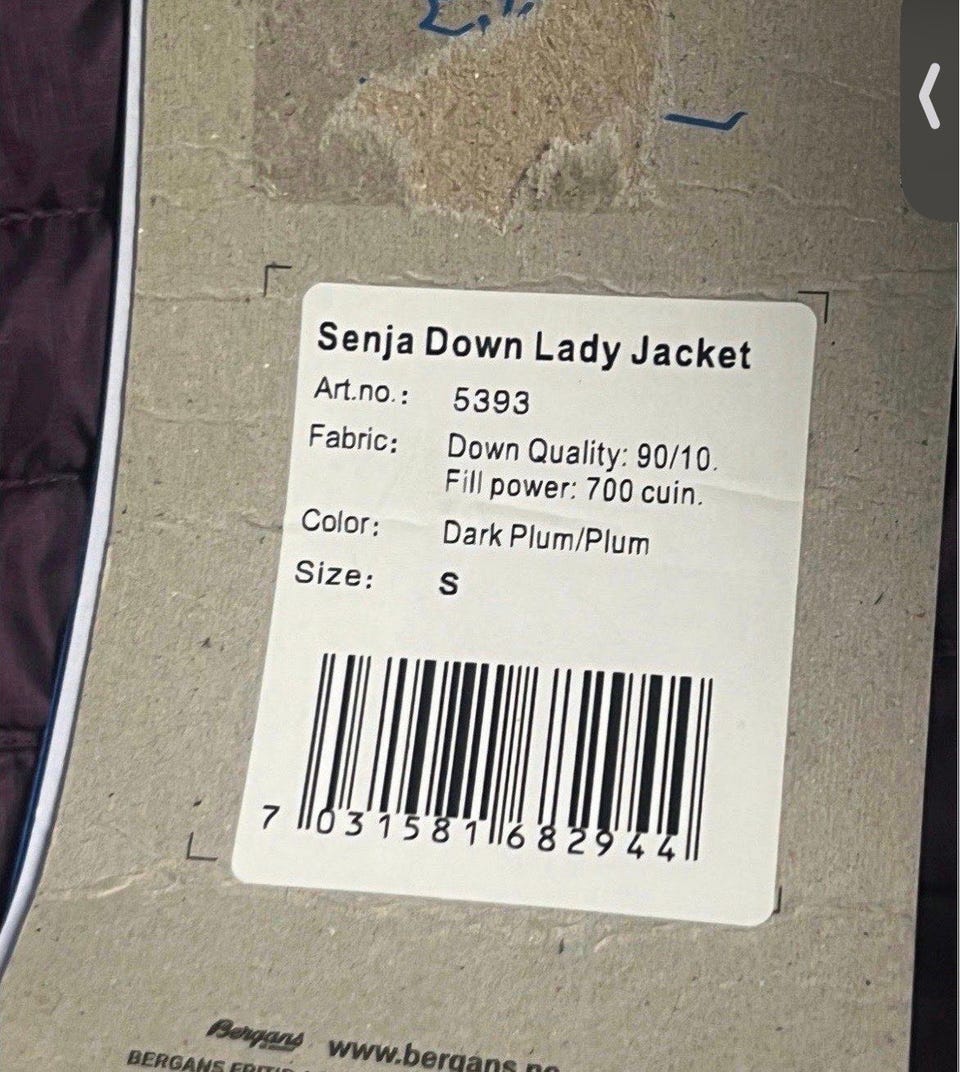 Senja Down Lady Jacket
Art.no.: 5393
Fabric: Down Quality: 90/10.
Fill power: 700 cuin.
Color: Dark Plum/Plum
Size: S
7 031581 682944
Bergans www.bergans.no
BERGANS